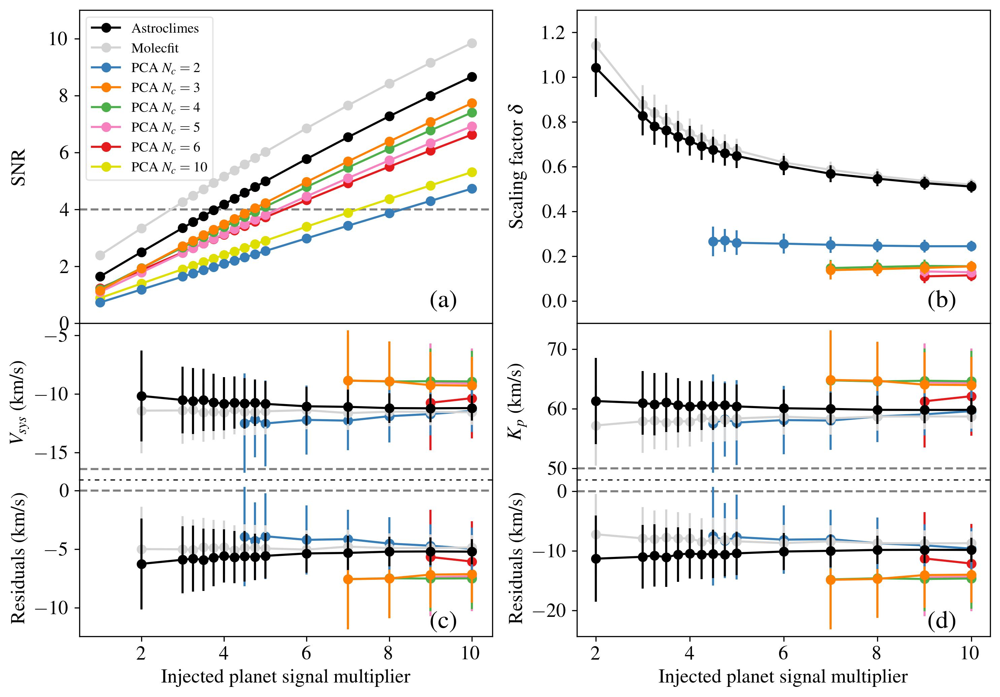 SNR
10
8
6
4
2
0
Astroclimes
Molecfit
PCA N_c = 2
PCA N_c = 3
PCA N_c = 4
PCA N_c = 5
PCA N_c = 6
PCA N_c = 10
(a)
Scaling factor δ
1.2
1.0
0.8
0.6
0.4
0.2
0.0
(b)
V_sys (km/s)
−5
−10
−15
Residuals (km/s)
0
−5
−10
(c)
2 4 6 8 10
Injected planet signal multiplier
K_p (km/s)
70
60
50
Residuals (km/s)
0
−10
−20
(d)
2 4 6 8 10
Injected planet signal multiplier